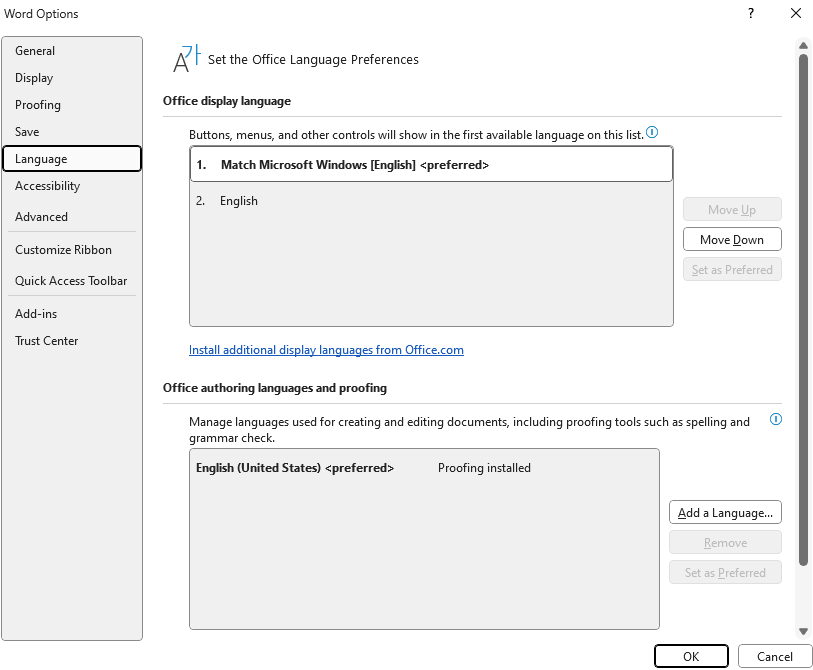 Word Options
?
General
Display
Proofing
Save
Language
Accessibility
Advanced
Customize Ribbon
Quick Access Toolbar
Add-ins
Trust Center
A가 Set the Office Language Preferences
Office display language
Buttons, menus, and other controls will show in the first available language on this list.
1. Match Microsoft Windows [English] <preferred>
2. English
Move Up
Move Down
Set as Preferred
Install additional display languages from Office.com
Office authoring languages and proofing
Manage languages used for creating and editing documents, including proofing tools such as spelling and
grammar check.
English (United States) <preferred> Proofing installed
Add a Language...
Remove
Set as Preferred
OK
Cancel